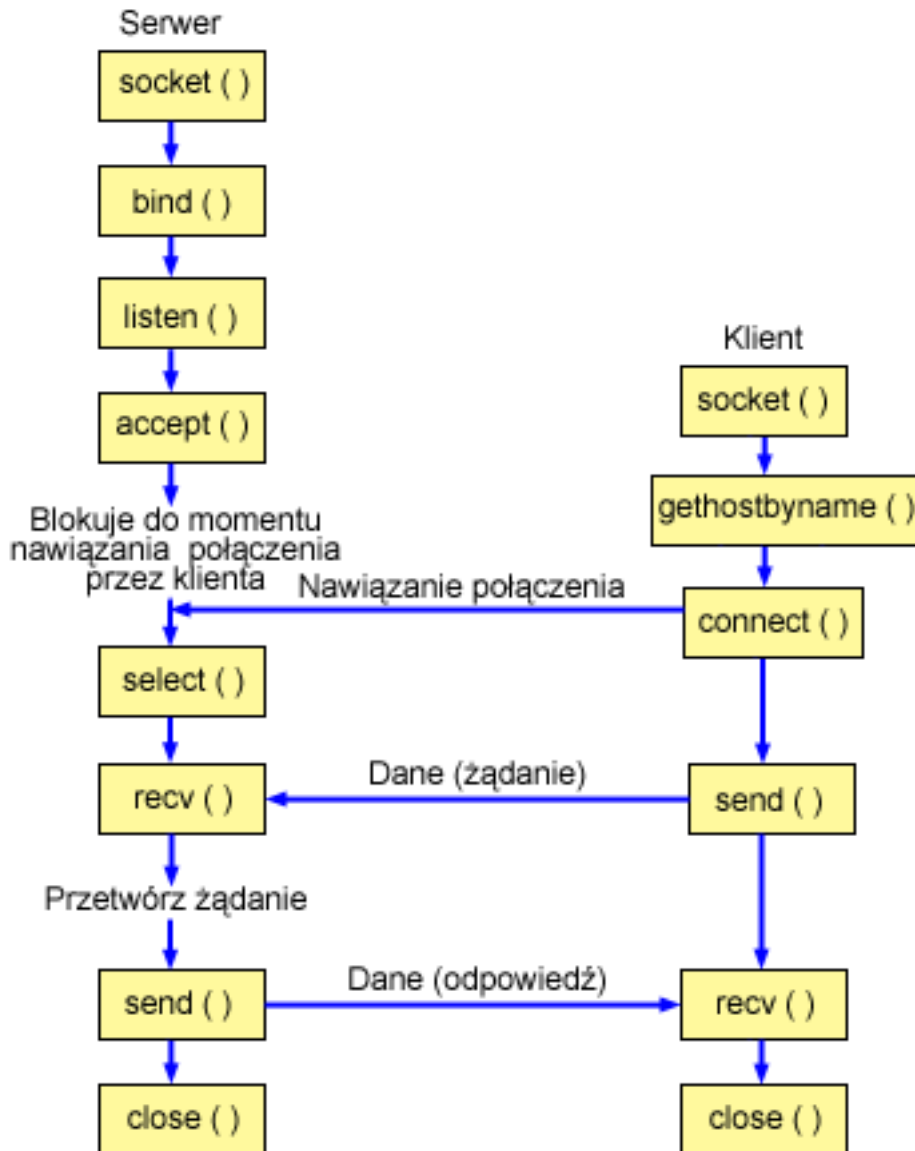 Serwer
socket ( )
bind ( )
listen ( )
accept ( )
Blokuje do momentu
nawiązania połączenia
przez klienta
select ( )
recv ( )
Przetwórz żądanie
send ( )
close ( )
Klient
socket ( )
gethostbyname ( )
Nawiązanie połączenia
connect ( )
Dane (żądanie)
send ( )
Dane (odpowiedź)
recv ( )
close ( )